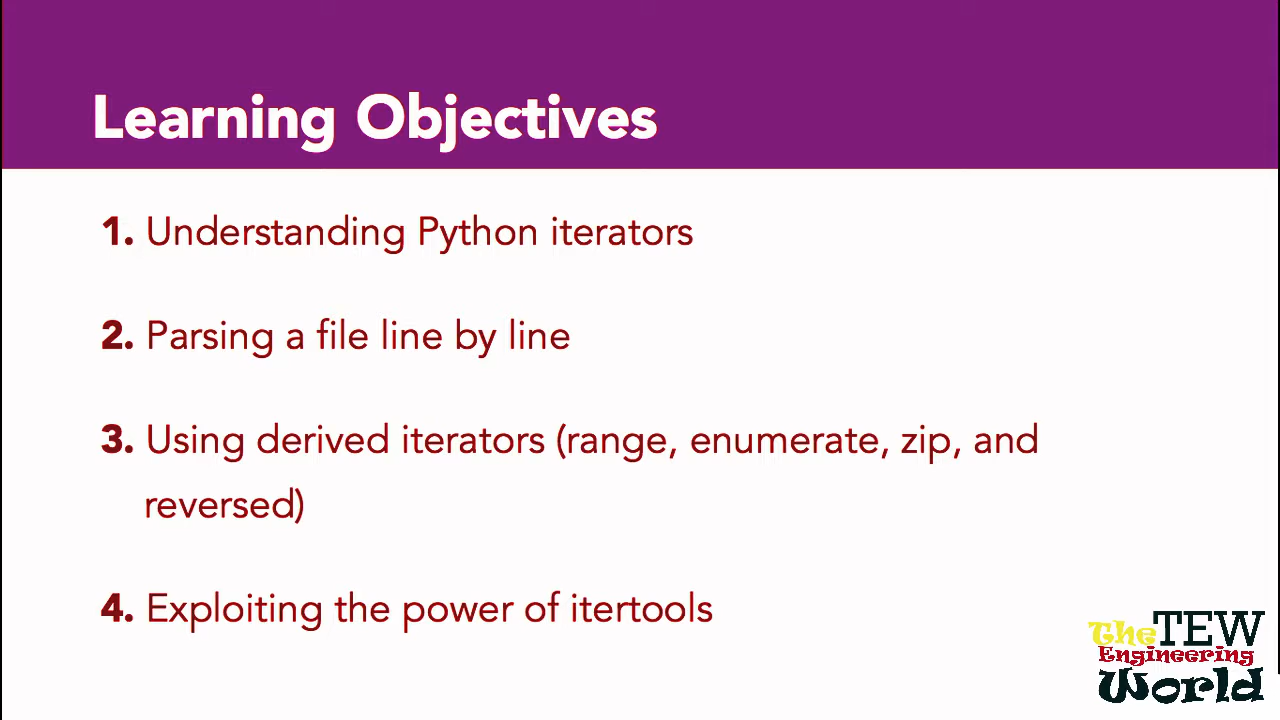 Learning Objectives
1. Understanding Python iterators
2. Parsing a file line by line
3. Using derived iterators (range, enumerate, zip, and
reversed)
4. Exploiting the power of itertools
The TEW
Engineering
World